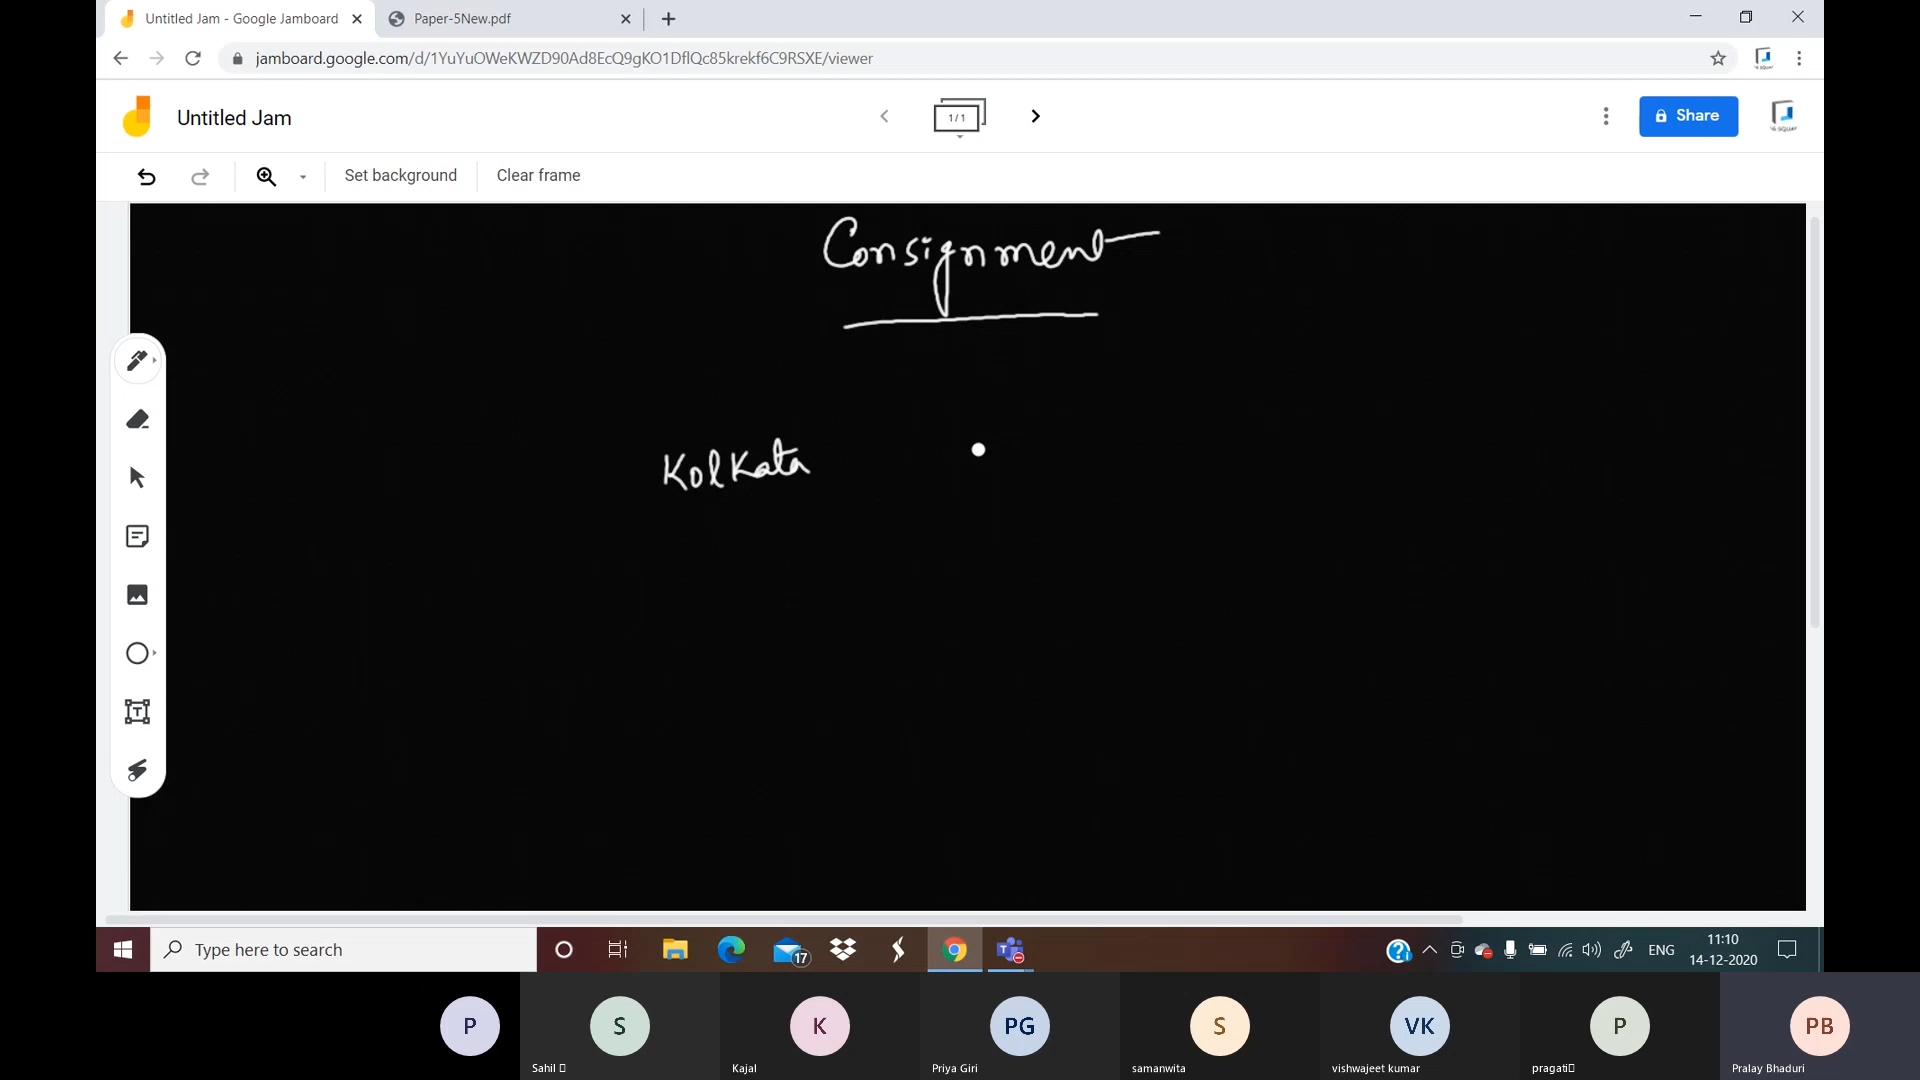 Untitled Jam - Google Jamboard
Paper-5New.pdf
jamboard.google.com/d/1YuYuOWeKWZD90Ad8EcQ9gKO1DflQc85krekf6C9RSXE/viewer
Untitled Jam
1 / 1
Share
Set background
Clear frame
Consignment
Kolkata
Type here to search
17
ENG
11:10
14-12-2020
P
S
K
PG
S
VK
P
PB
Sahil
Kajal
Priya Giri
samanwita
vishwajeet kumar
pragati
Pralay Bhaduri